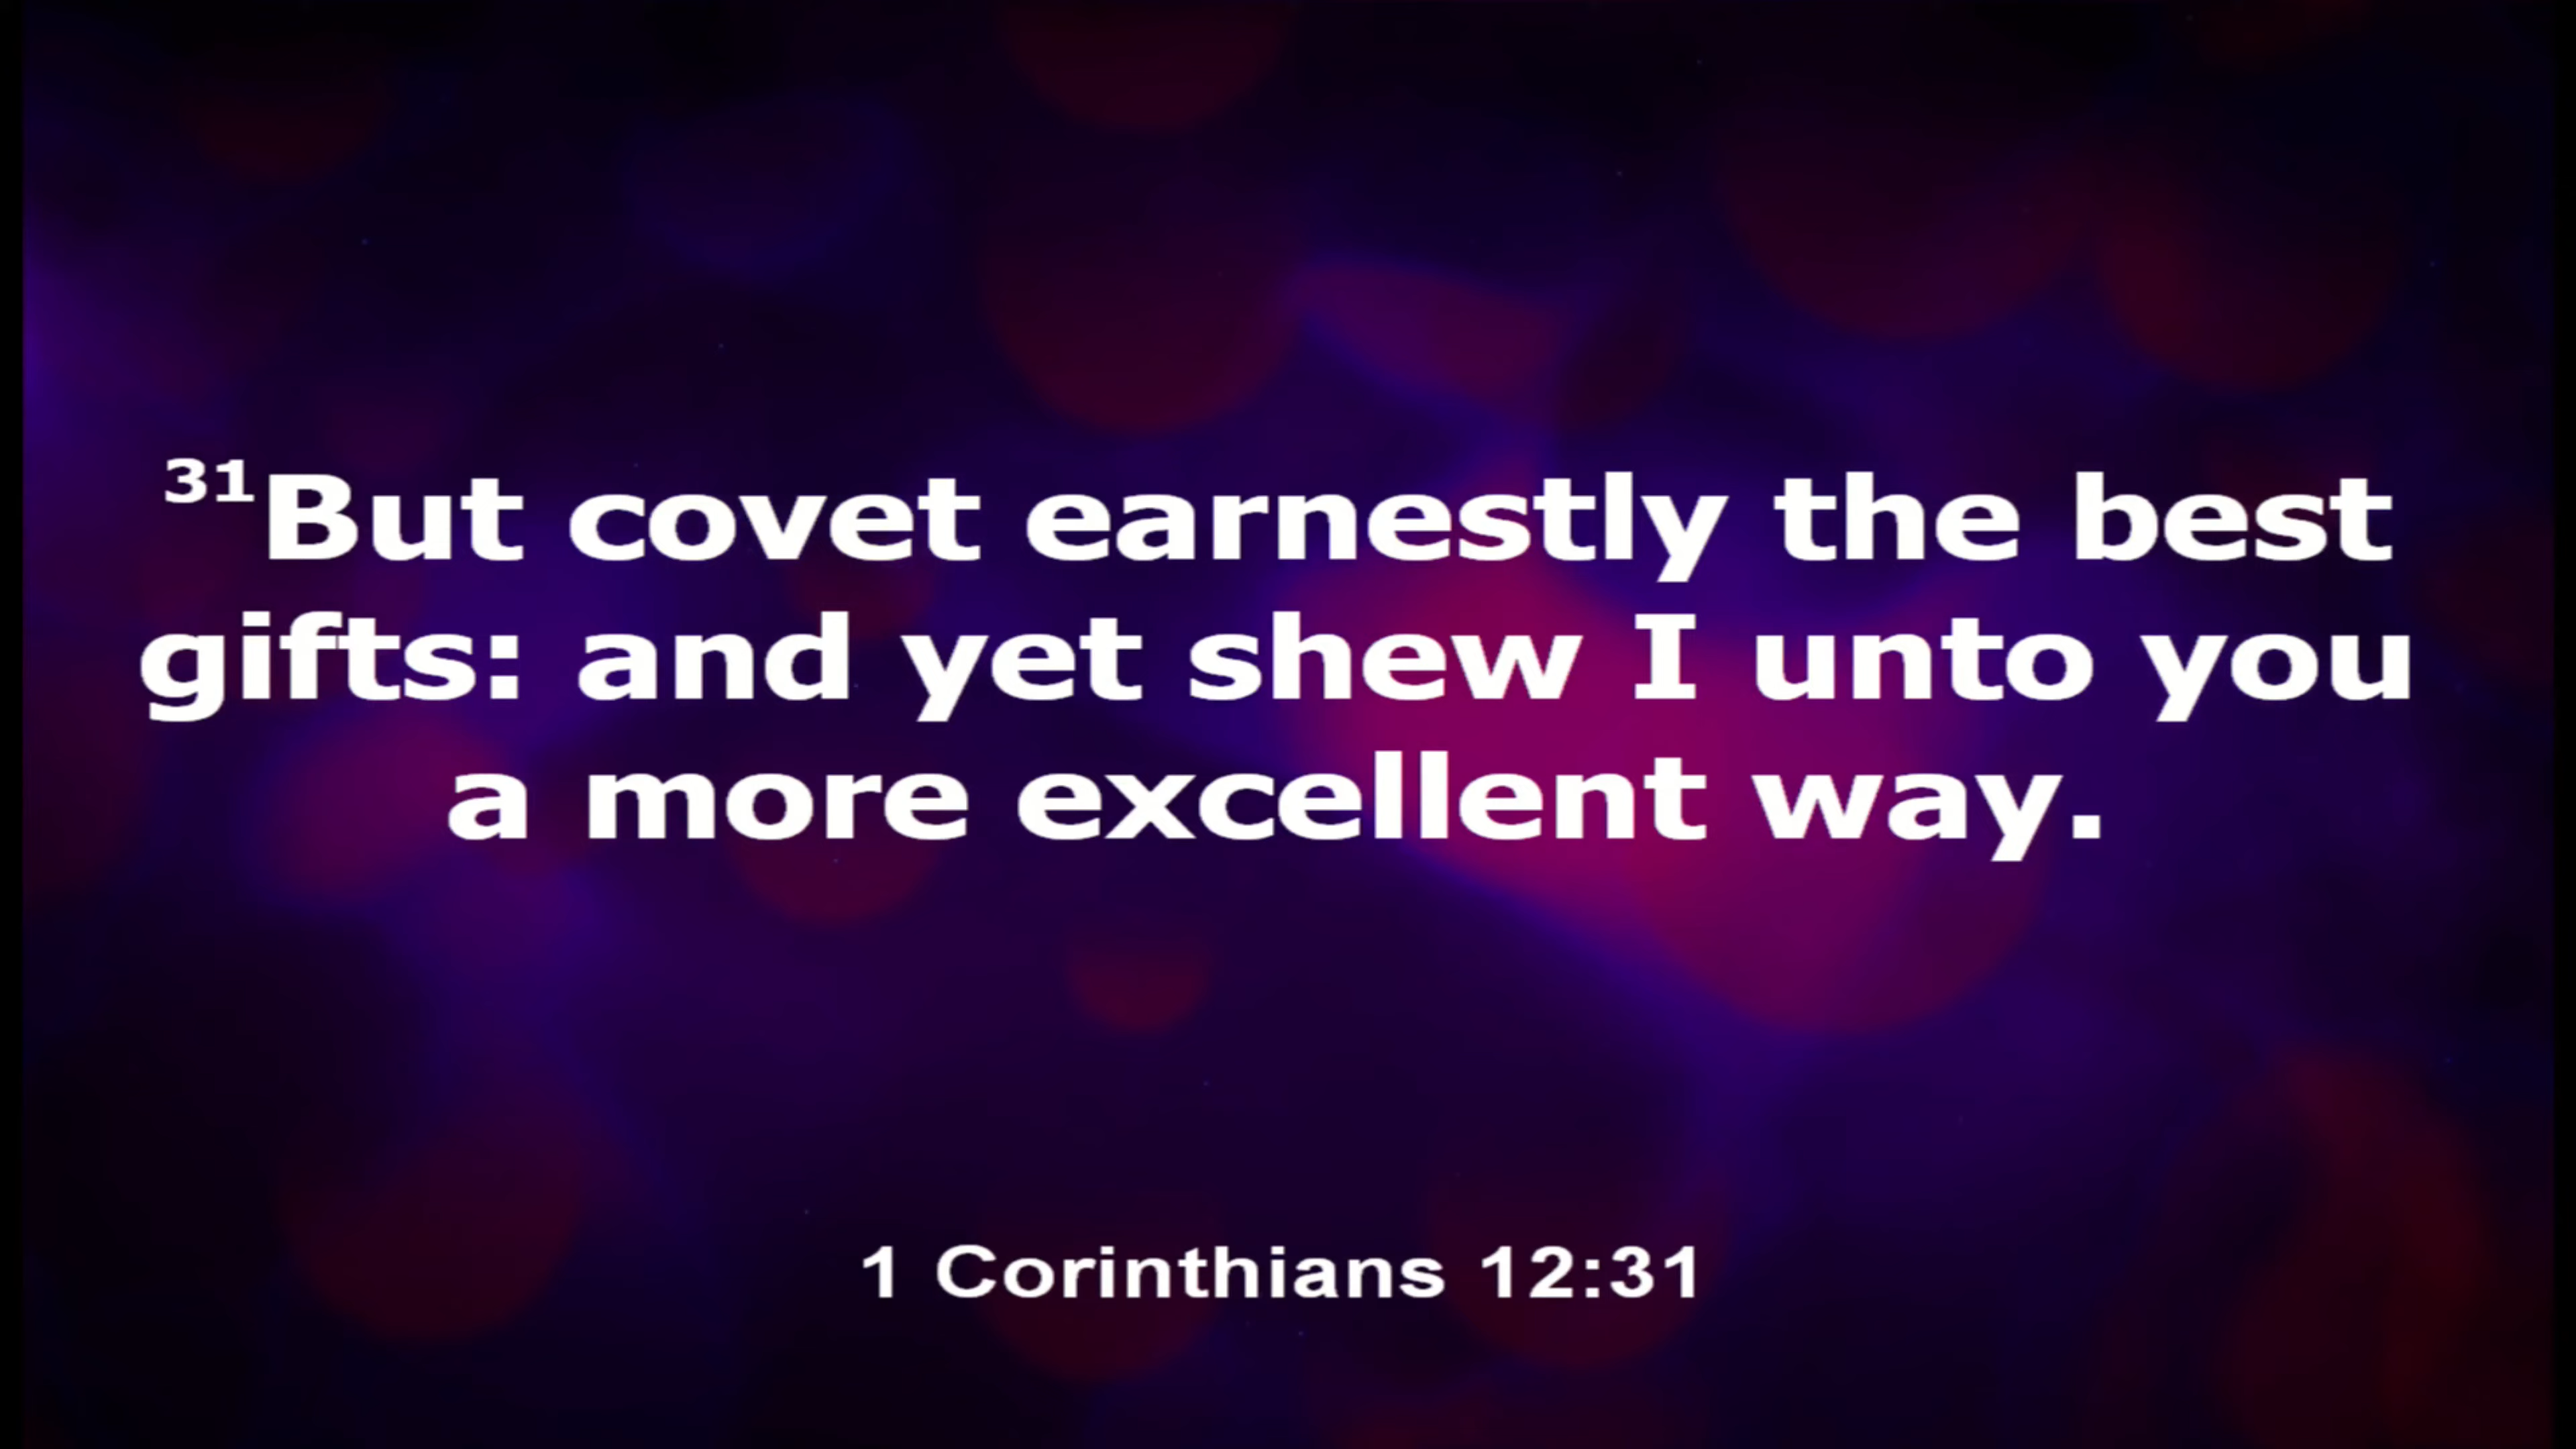 31But covet earnestly the best
gifts: and yet shew I unto you
a more excellent way.
1 Corinthians 12:31